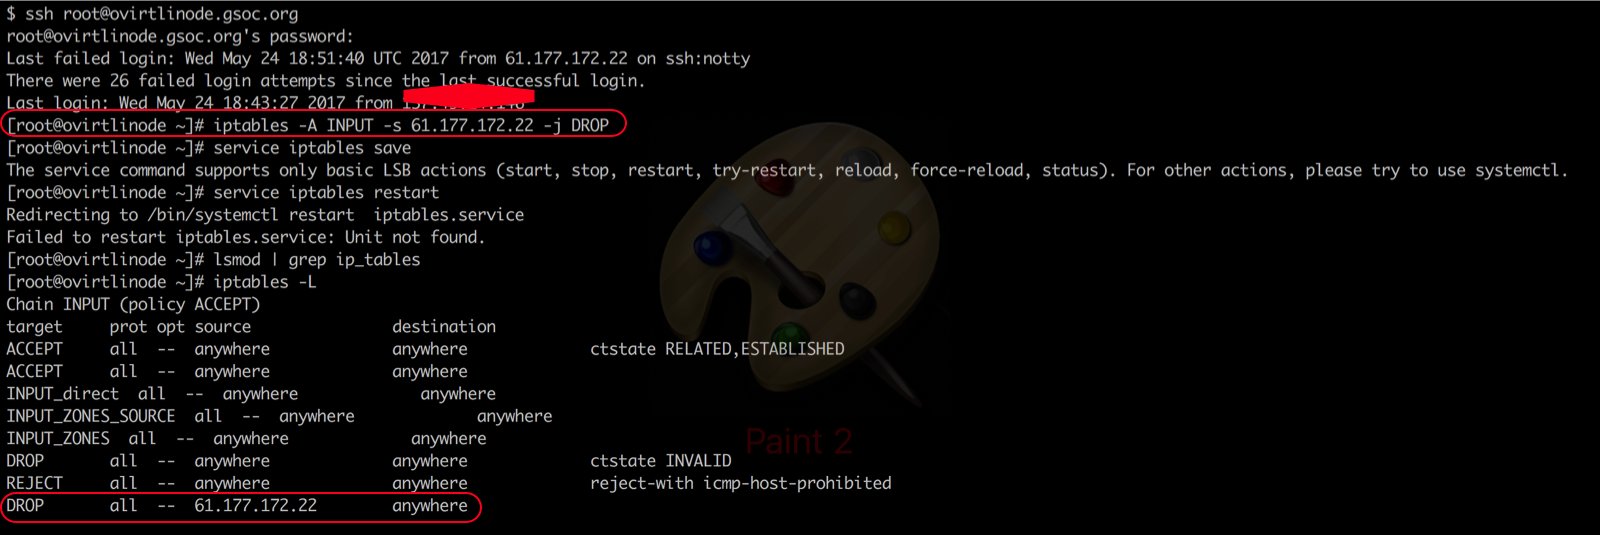 $ ssh root@ovirtlinode.gsoc.org
root@ovirtlinode.gsoc.org's password:
Last failed login: Wed May 24 18:51:40 UTC 2017 from 61.177.172.22 on ssh:notty
There were 26 failed login attempts since the last successful login.
Last login: Wed May 24 18:43:27 2017 from
[root@ovirtlinode ~]# iptables -A INPUT -s 61.177.172.22 -j DROP
[root@ovirtlinode ~]# service iptables save
The service command supports only basic LSB actions (start, stop, restart, try-restart, reload, force-reload, status). For other actions, please try to use systemctl.
[root@ovirtlinode ~]# service iptables restart
Redirecting to /bin/systemctl restart  iptables.service
Failed to restart iptables.service: Unit not found.
[root@ovirtlinode ~]# lsmod | grep ip_tables
[root@ovirtlinode ~]# iptables -L
Chain INPUT (policy ACCEPT)
target     prot opt source               destination
ACCEPT     all  --  anywhere             anywhere             ctstate RELATED,ESTABLISHED
ACCEPT     all  --  anywhere             anywhere
INPUT_direct  all  --  anywhere             anywhere
INPUT_ZONES_SOURCE  all  --  anywhere             anywhere
INPUT_ZONES  all  --  anywhere             anywhere
Paint 2
DROP       all  --  anywhere             anywhere             ctstate INVALID
REJECT     all  --  anywhere             anywhere             reject-with icmp-host-prohibited
DROP       all  --  61.177.172.22        anywhere